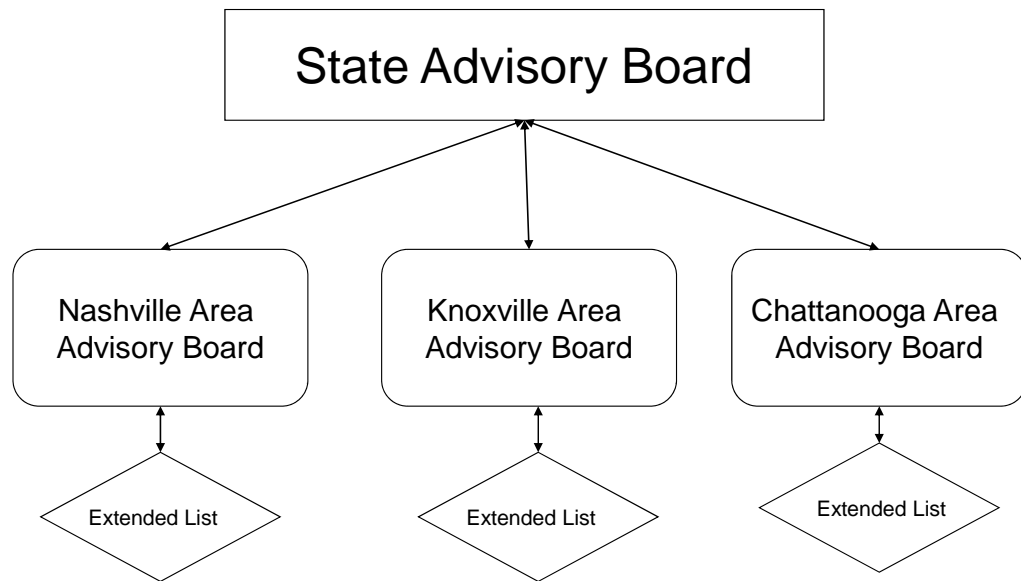 State Advisory Board
Nashville Area
Advisory Board
Knoxville Area
Advisory Board
Chattanooga Area
Advisory Board
Extended List
Extended List
Extended List